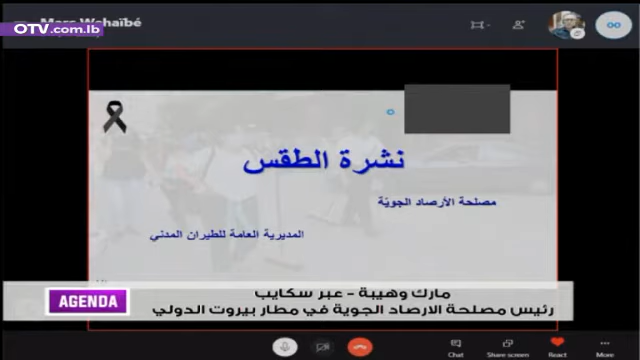 Marc Wehaïbé
OTV.com.lb
نشرة الطقس
مصلحة الأرصاد الجوية
المديرية العامة للطيران المدني
مارك وهيبة - عبر سكايب
AGENDA
رئيس مصلحة الارصاد الجوية في مطار بيروت الدولي
Chat
Share screen
React
More